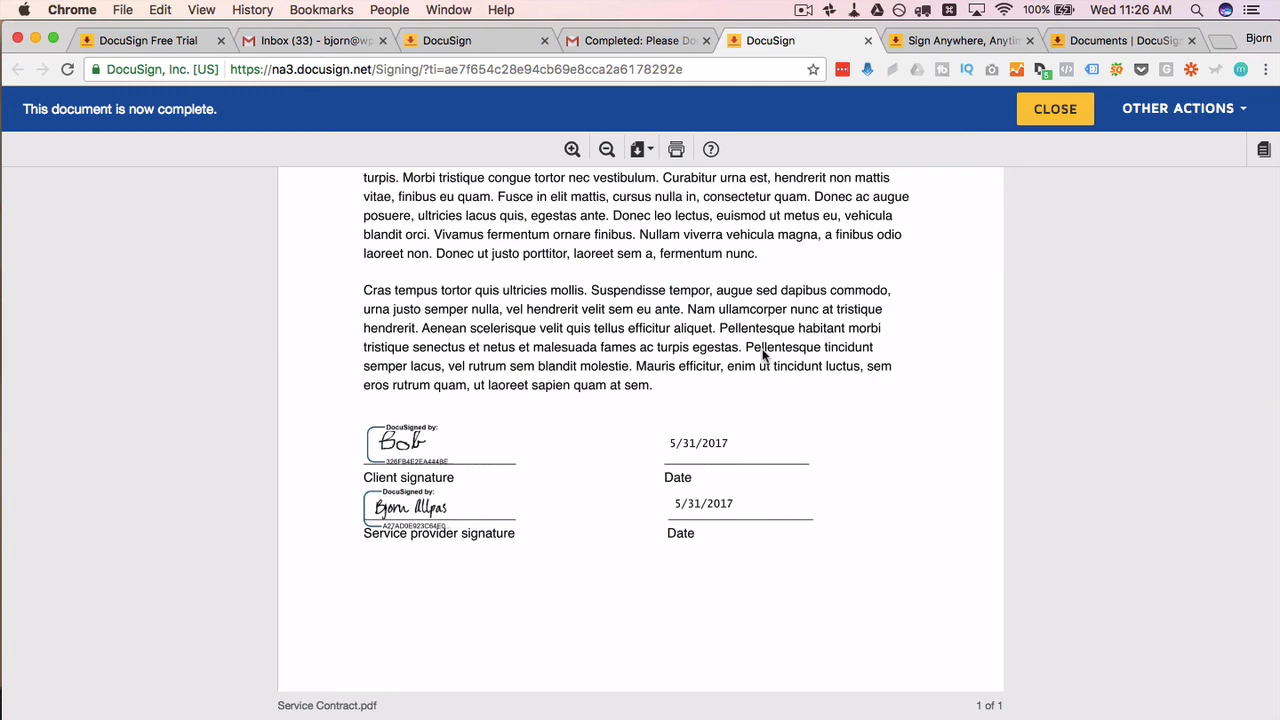 Chrome File Edit View History Bookmarks People Window Help 100% Wed 11:26 AM
DocuSign Free Trial Inbox (33) - bjorn@wp DocuSign Completed: Please Do DocuSign Sign Anywhere, Anytin Documents | DocuSign Bjorn
DocuSign, Inc. [US] https://na3.docusign.net/Signing/?ti=ae7f654c28e94cb69e8cca2a6178292e
This document is now complete. CLOSE OTHER ACTIONS
turpis. Morbi tristique congue tortor nec vestibulum. Curabitur urna est, hendrerit non mattis
vitae, finibus eu quam. Fusce in elit mattis, cursus nulla in, consectetur quam. Donec ac augue
posuere, ultricies lacus quis, egestas ante. Donec leo lectus, euismod ut metus eu, vehicula
blandit orci. Vivamus fermentum ornare finibus. Nullam viverra vehicula magna, a finibus odio
laoreet non. Donec ut justo porttitor, laoreet sem a, fermentum nunc.
Cras tempus tortor quis ultricies mollis. Suspendisse tempor, augue sed dapibus commodo,
urna justo semper nulla, vel hendrerit velit sem eu ante. Nam ullamcorper nunc at tristique
hendrerit. Aenean scelerisque velit quis tellus efficitur aliquet. Pellentesque habitant morbi
tristique senectus et netus et malesuada fames ac turpis egestas. Pellentesque tincidunt
semper lacus, vel rutrum sem blandit molestie. Mauris efficitur, enim ut tincidunt luctus, sem
eros rutrum quam, ut laoreet sapien quam at sem.
DocuSigned by:
Bob 5/31/2017
326FB4E2EA444BE...
Client signature Date
DocuSigned by:
Bjorn Allpas 5/31/2017
A27AD0E923C64E0...
Service provider signature Date
Service Contract.pdf 1 of 1